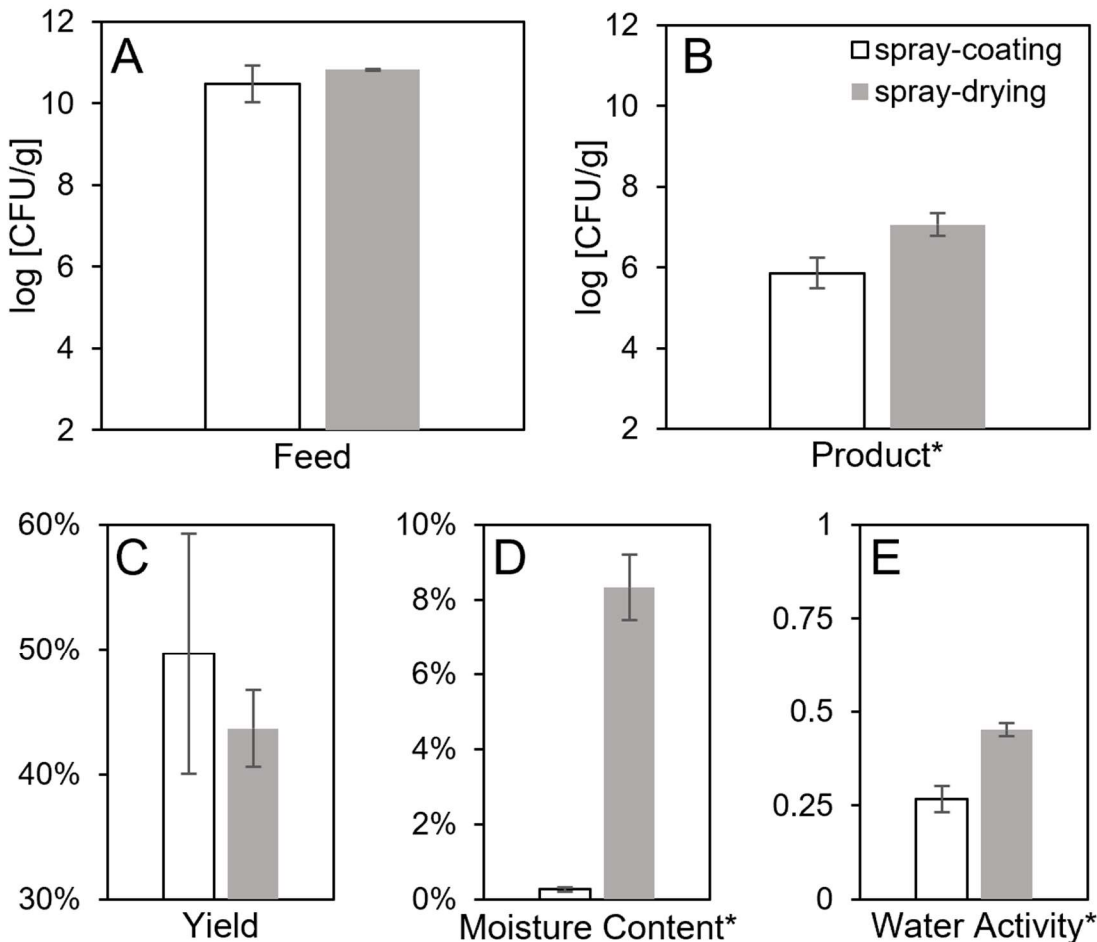 A
12
10
8
6
4
2
log [CFU/g]
Feed
B
spray-coating
spray-drying
12
10
8
6
4
2
log [CFU/g]
Product*
C
60%
50%
40%
30%
Yield
D
10%
8%
6%
4%
2%
0%
Moisture Content*
E
1
0.75
0.5
0.25
0
Water Activity*